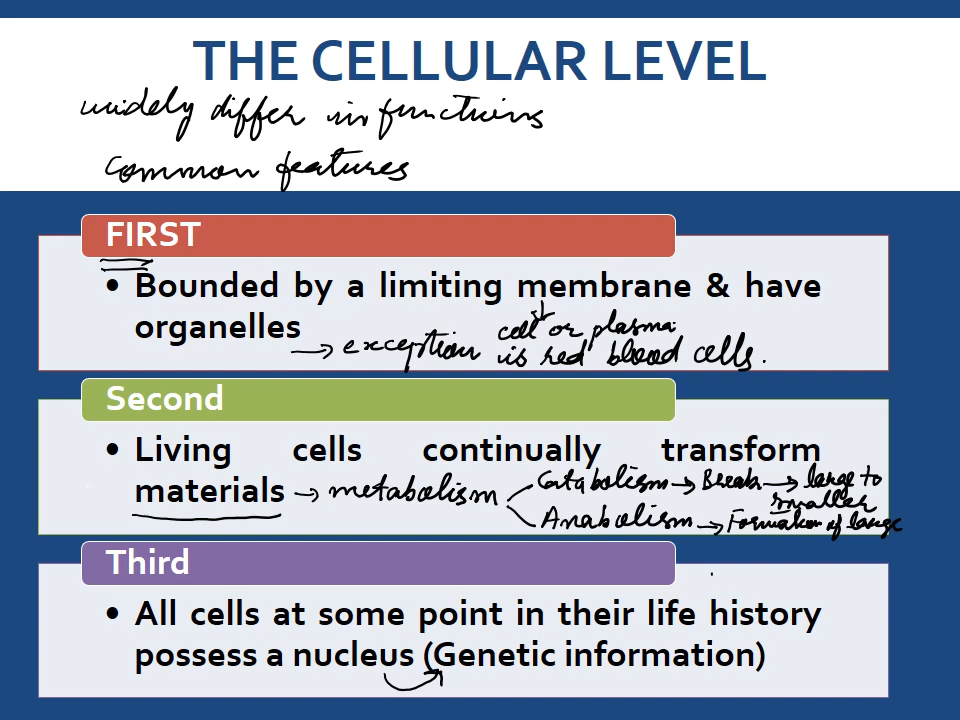 THE CELLULAR LEVEL
widely differ in functions
common features
FIRST
• Bounded by a limiting membrane & have
organelles
cell or plasma
→ exception is red blood cells.
Second
• Living cells continually transform
materials → metabolism
Catabolism → Break → large to
smaller
Anabolism → Formation of large
Third
• All cells at some point in their life history
possess a nucleus (Genetic information)